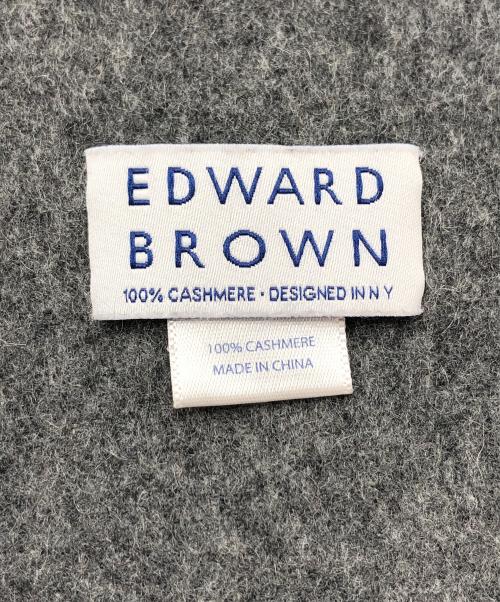 EDWARD
BROWN
100% CASHMERE · DESIGNED IN N Y
100% CASHMERE
MADE IN CHINA